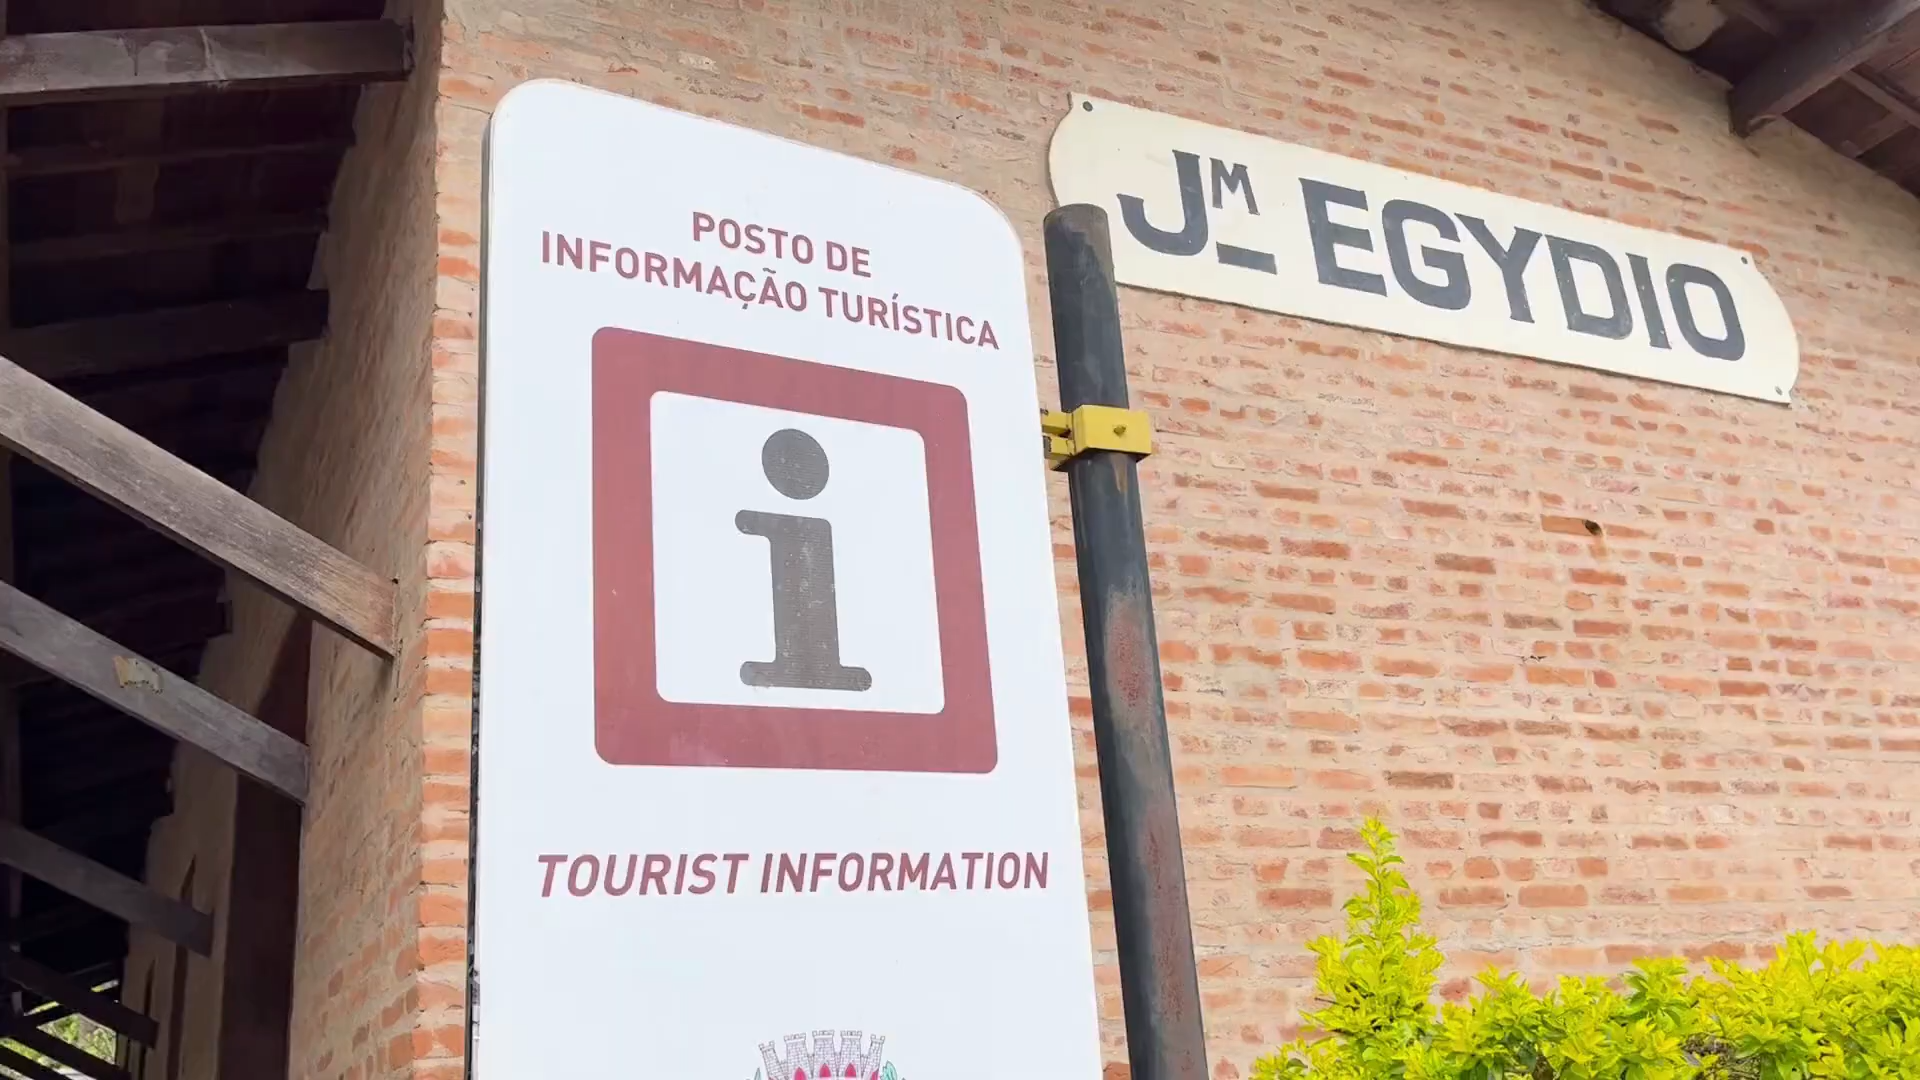 POSTO DE
INFORMAÇÃO TURÍSTICA
i
TOURIST INFORMATION
JM EGYDIO